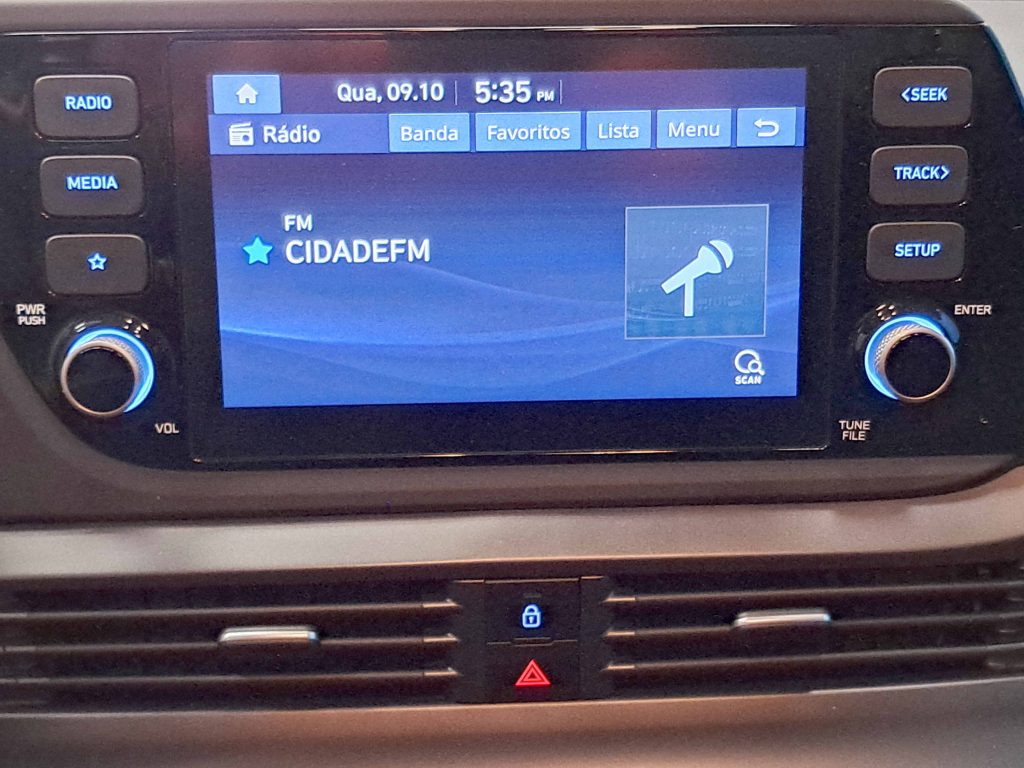 RADIO
MEDIA
PWR
PUSH
VOL
Qua, 09.10 5:35 PM
Rádio Banda Favoritos Lista Menu
FM
CIDADEFM
SCAN
<SEEK
TRACK>
SETUP
ENTER
TUNE
FILE